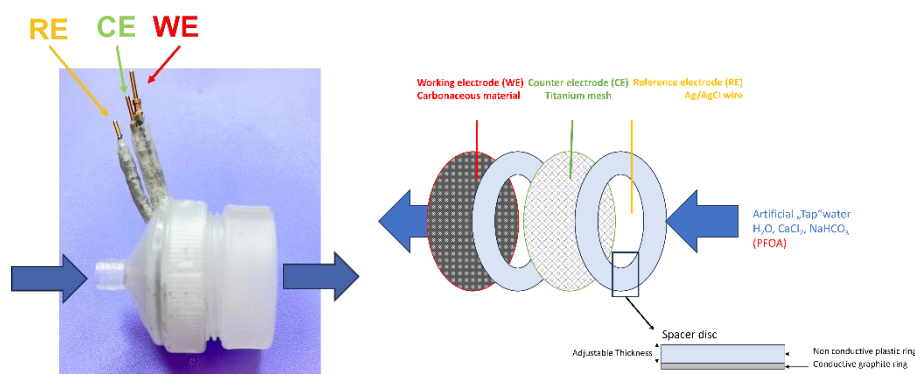 RE
CE
WE
Working electrode (WE)
Carbonaceous material
Counter electrode (CE)
Titanium mesh
Reference electrode (RE)
Ag/AgCl wire
Artificial „Tap“water
H₂O, CaCl₂, NaHCO₃
(PFOA)
Spacer disc
Adjustable Thickness
Non conductive plastic ring
Conductive graphite ring